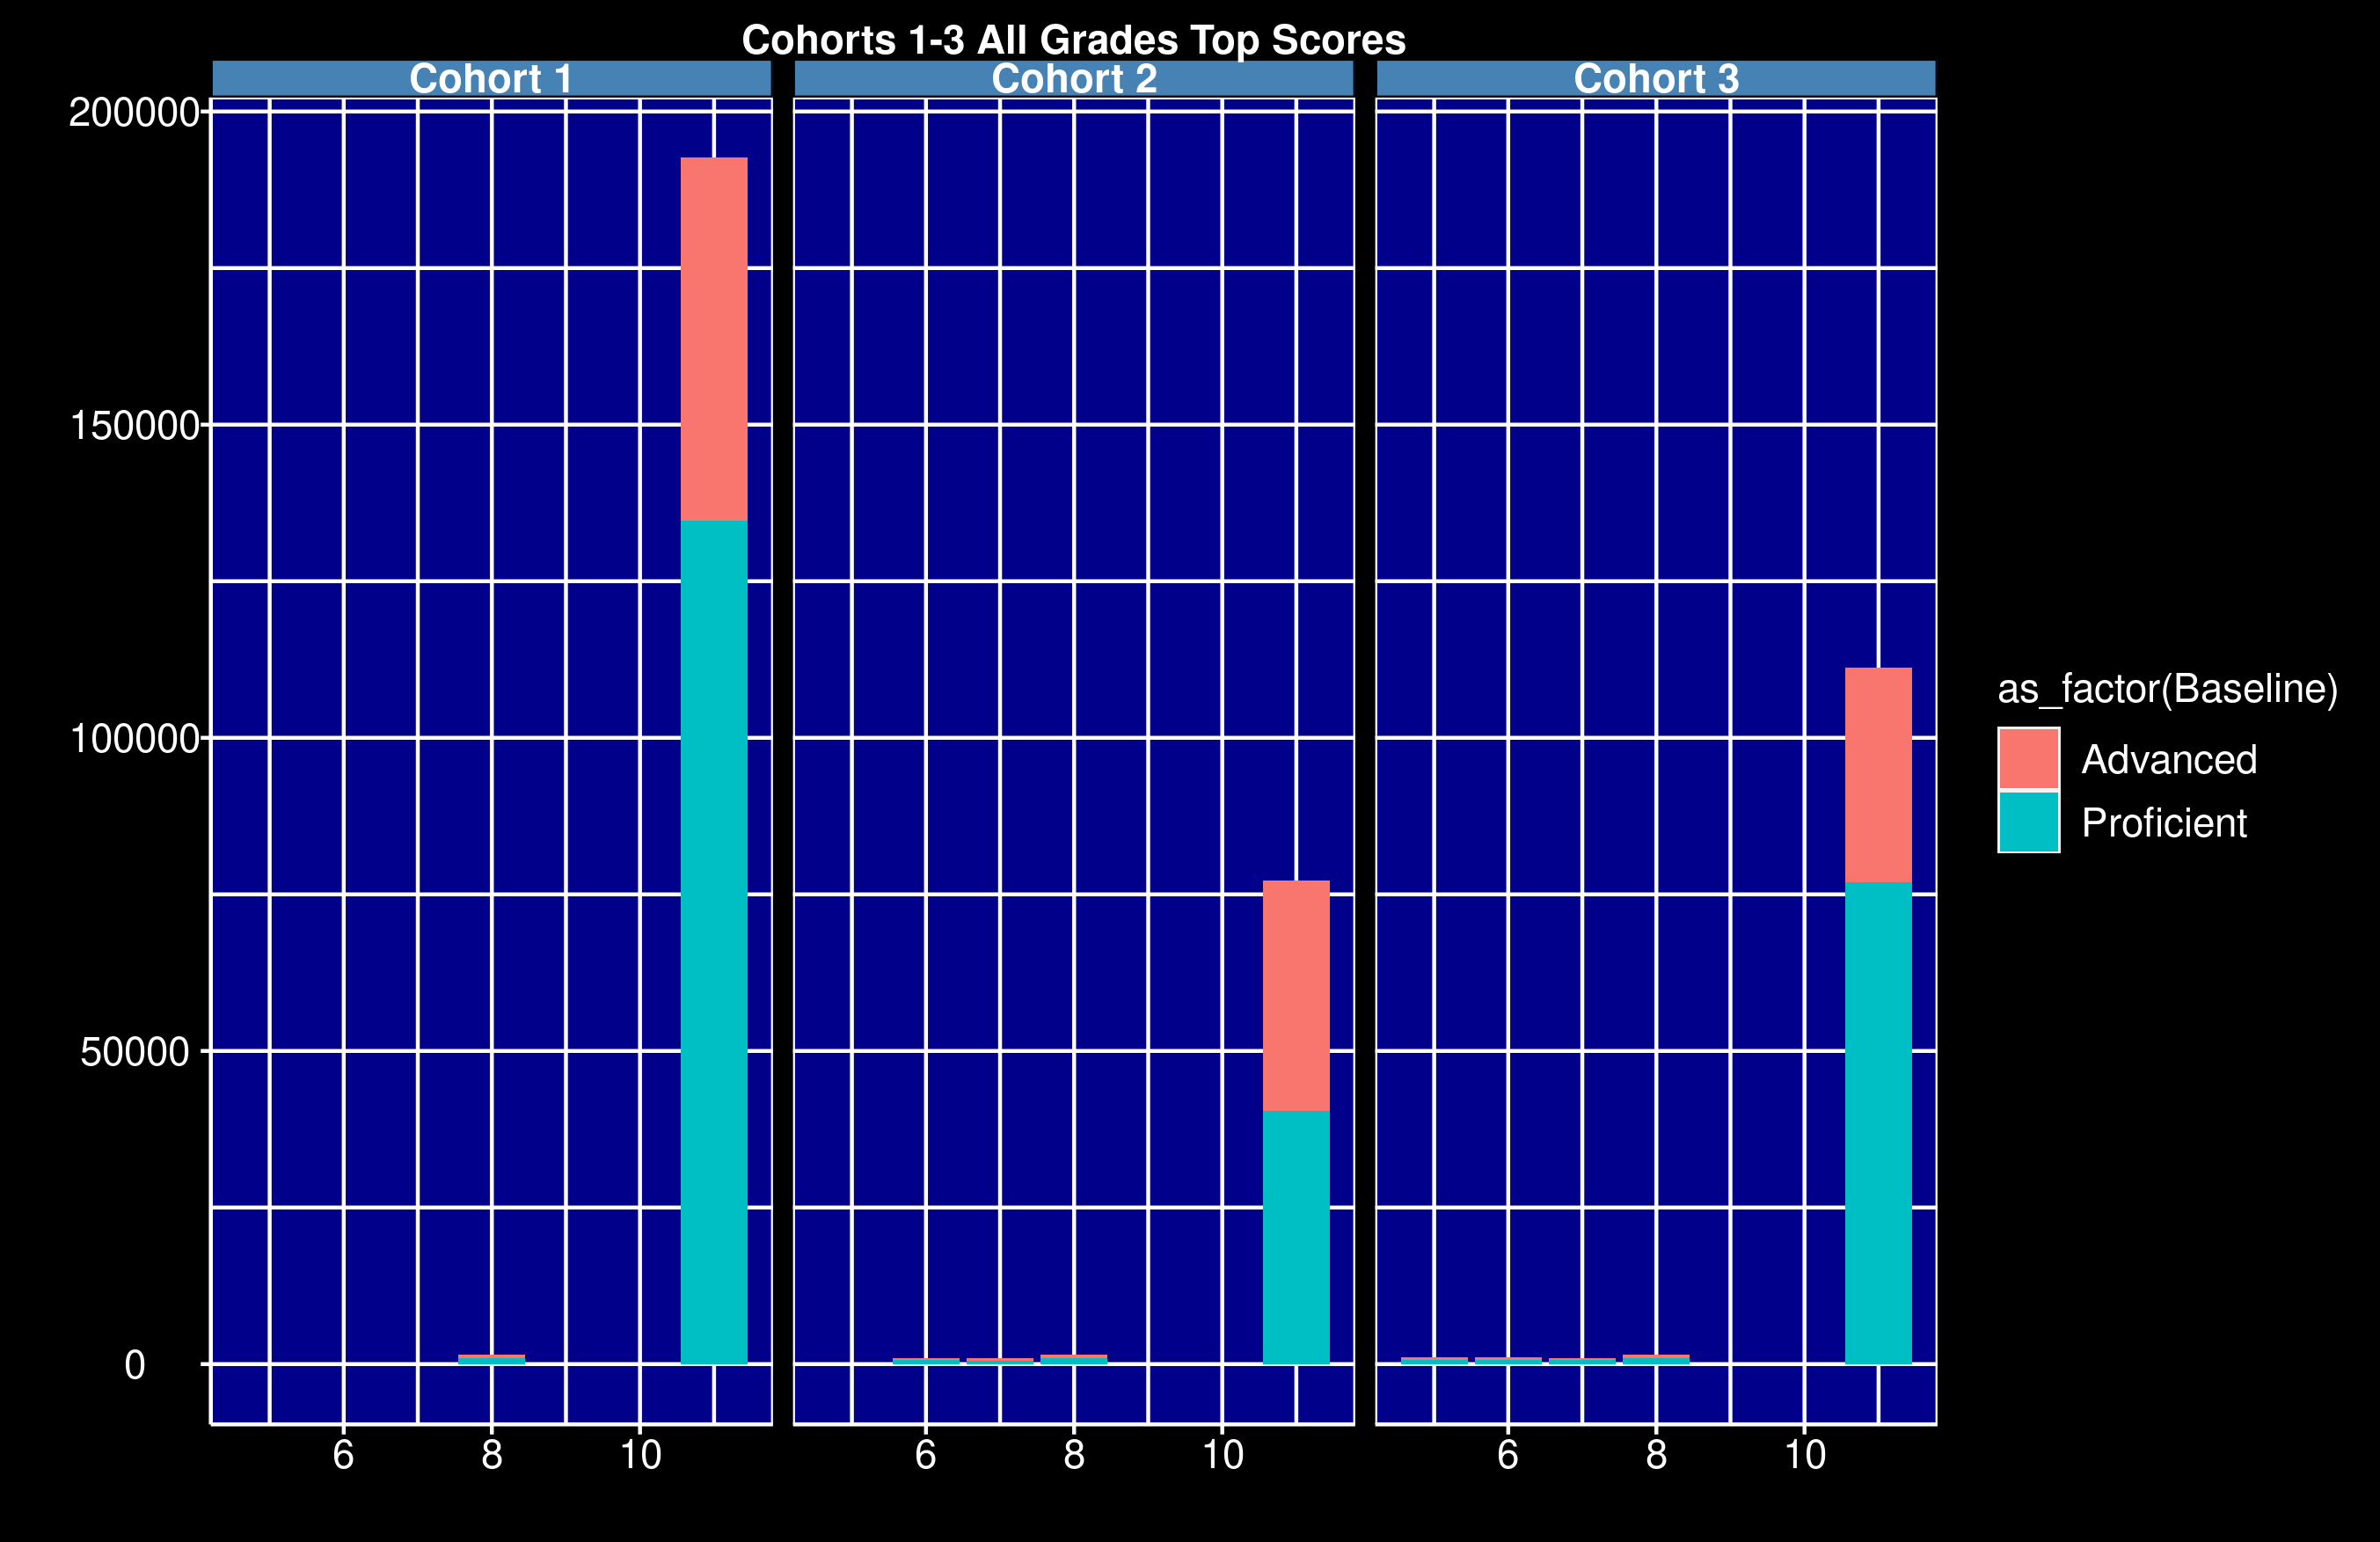 Cohorts 1-3 All Grades Top Scores
Cohort 1
Cohort 2
Cohort 3
200000
150000
100000
50000
0
6
8
10
6
8
10
6
8
10
as_factor(Baseline)
Advanced
Proficient